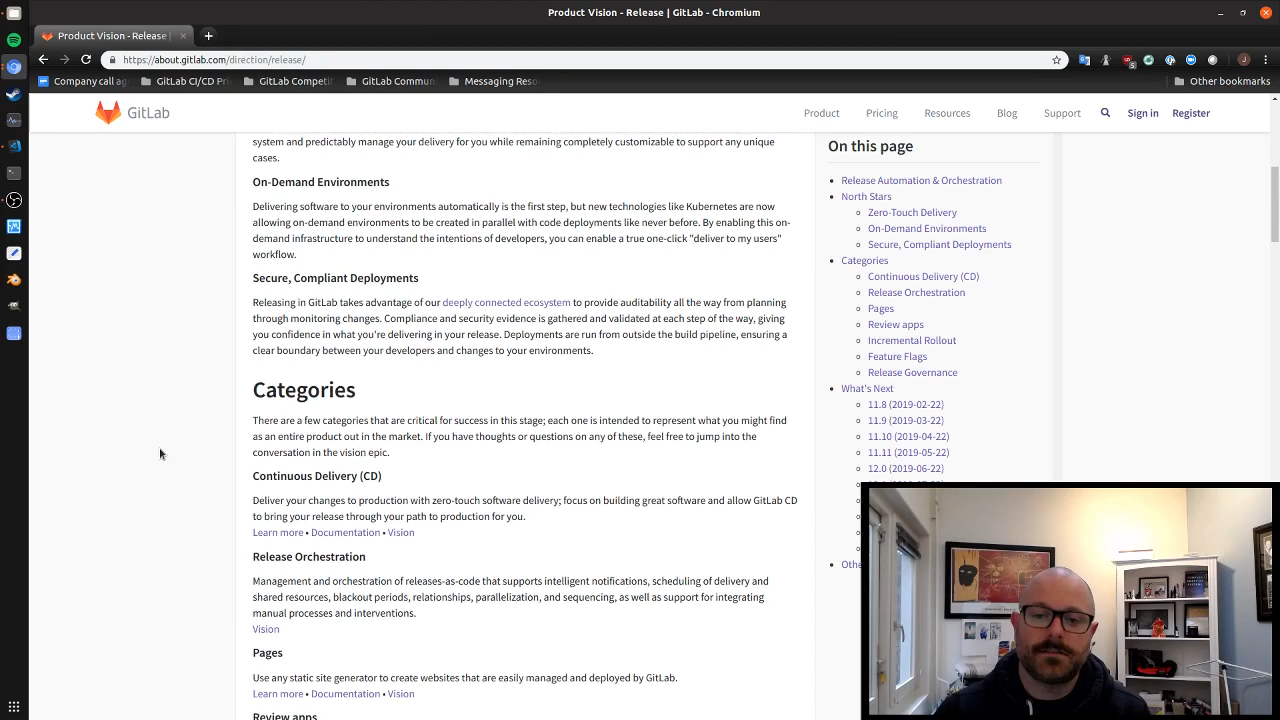 Product Vision - Release | GitLab - Chromium
Product Vision - Release |
https://about.gitlab.com/direction/release/
Company call age
GitLab CI/CD Pri
GitLab Competit
GitLab Commun
Messaging Reso
Other bookmarks
GitLab
Product
Pricing
Resources
Blog
Support
Sign in
Register
system and predictably manage your delivery for you while remaining completely customizable to support any unique
cases.
On-Demand Environments
Delivering software to your environments automatically is the first step, but new technologies like Kubernetes are now
allowing on-demand environments to be created in parallel with code deployments like never before. By enabling this on-
demand infrastructure to understand the intentions of developers, you can enable a true one-click "deliver to my users"
workflow.
Secure, Compliant Deployments
Releasing in GitLab takes advantage of our deeply connected ecosystem to provide auditability all the way from planning
through monitoring changes. Compliance and security evidence is gathered and validated at each step of the way, giving
you confidence in what you're delivering in your release. Deployments are run from outside the build pipeline, ensuring a
clear boundary between your developers and changes to your environments.
Categories
There are a few categories that are critical for success in this stage; each one is intended to represent what you might find
as an entire product out in the market. If you have thoughts or questions on any of these, feel free to jump into the
conversation in the vision epic.
Continuous Delivery (CD)
Deliver your changes to production with zero-touch software delivery; focus on building great software and allow GitLab CD
to bring your release through your path to production for you.
Learn more • Documentation • Vision
Release Orchestration
Management and orchestration of releases-as-code that supports intelligent notifications, scheduling of delivery and
shared resources, blackout periods, relationships, parallelization, and sequencing, as well as support for integrating
manual processes and interventions.
Vision
Pages
Use any static site generator to create websites that are easily managed and deployed by GitLab.
Learn more • Documentation • Vision
Review apps
On this page
Release Automation & Orchestration
North Stars
Zero-Touch Delivery
On-Demand Environments
Secure, Compliant Deployments
Categories
Continuous Delivery (CD)
Release Orchestration
Pages
Review apps
Incremental Rollout
Feature Flags
Release Governance
What's Next
11.8 (2019-02-22)
11.9 (2019-03-22)
11.10 (2019-04-22)
11.11 (2019-05-22)
12.0 (2019-06-22)
Othe